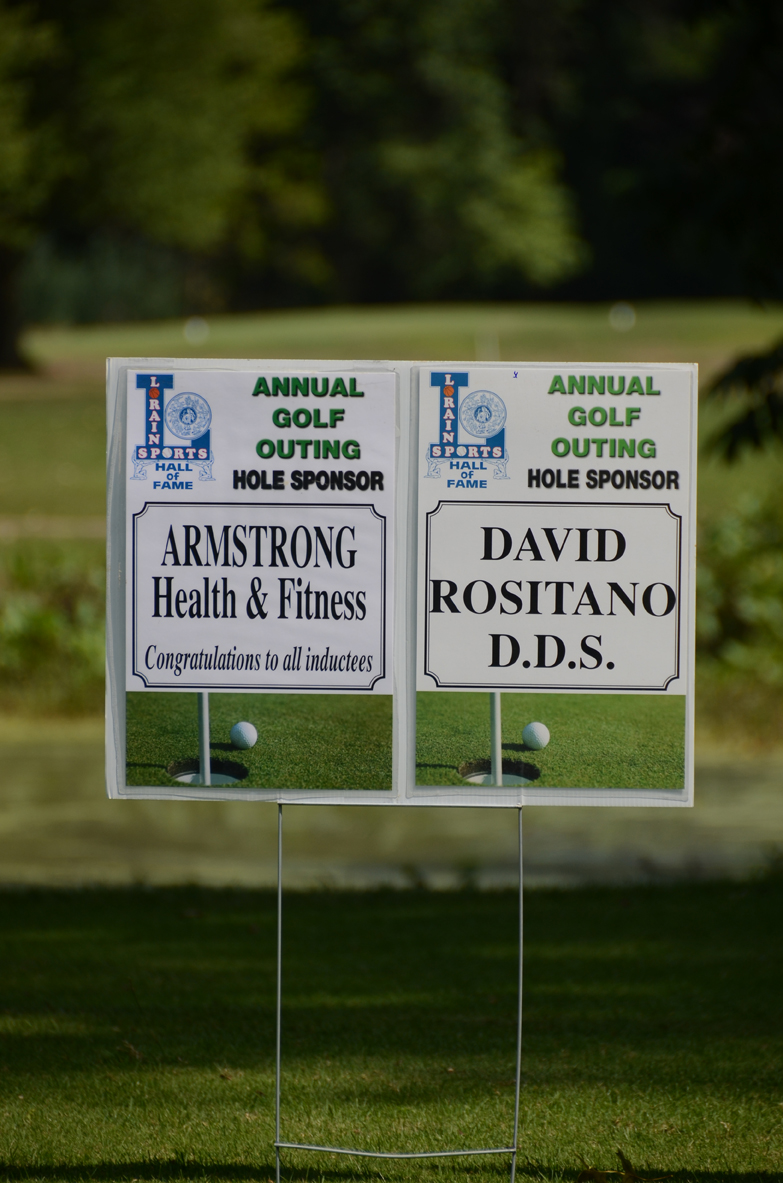 LORAIN
SPORTS
HALL
OF
FAME
ANNUAL
GOLF
OUTING
HOLE SPONSOR
ARMSTRONG
Health & Fitness
Congratulations to all inductees
LORAIN
SPORTS
HALL
OF
FAME
ANNUAL
GOLF
OUTING
HOLE SPONSOR
DAVID
ROSITANO
D.D.S.